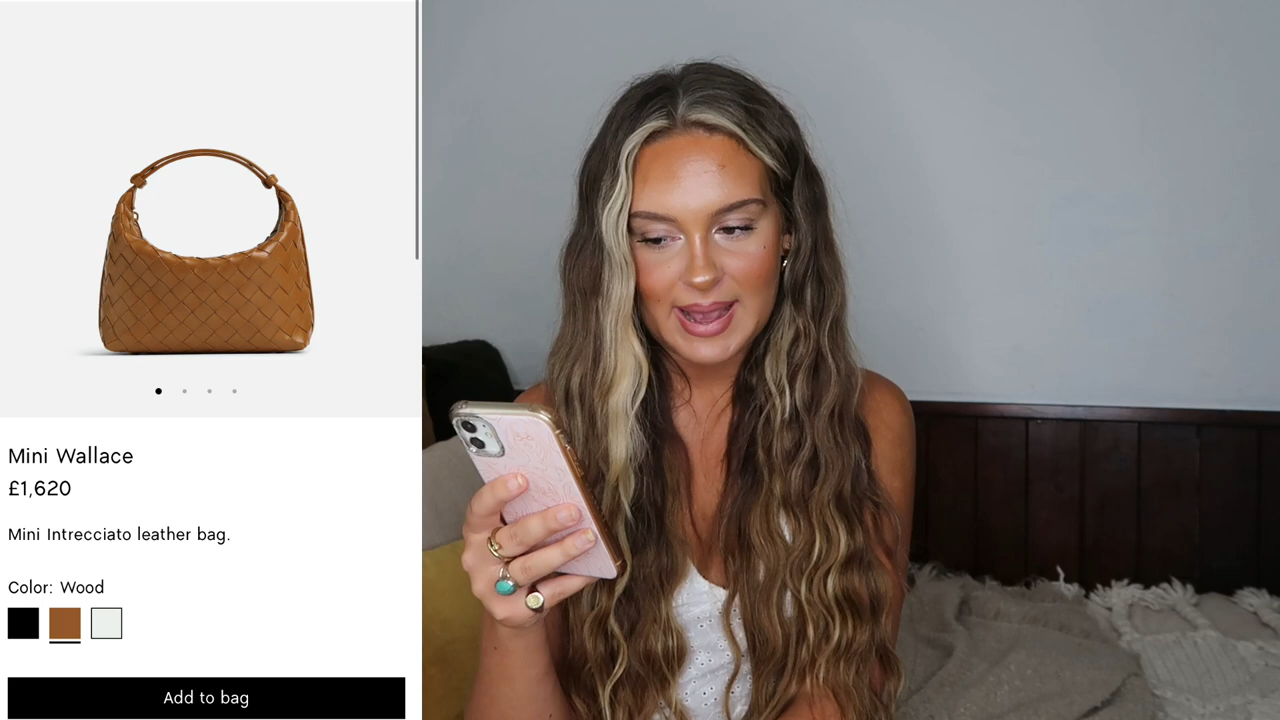 Mini Wallace
£1,620
Mini Intrecciato leather bag.
Color: Wood
Add to bag